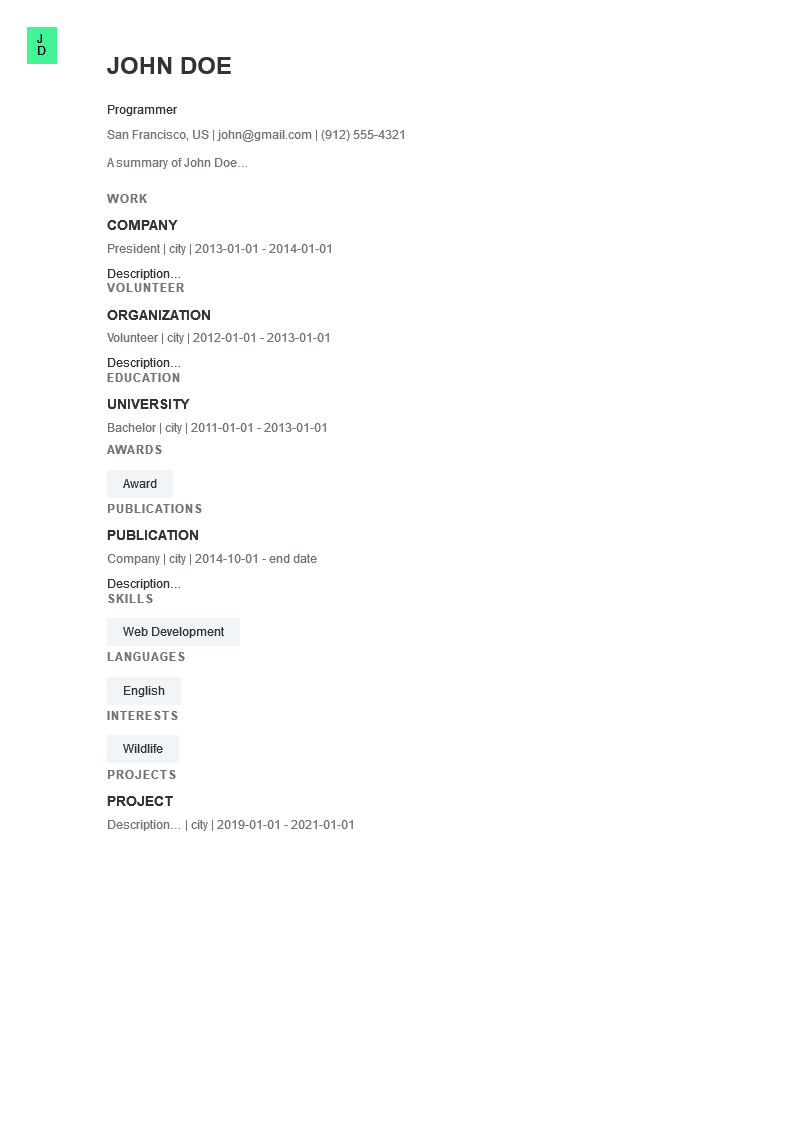 J
D
JOHN DOE
Programmer
San Francisco, US | john@gmail.com | (912) 555-4321
A summary of John Doe…
WORK
COMPANY
President | city | 2013-01-01 - 2014-01-01
Description…
VOLUNTEER
ORGANIZATION
Volunteer | city | 2012-01-01 - 2013-01-01
Description…
EDUCATION
UNIVERSITY
Bachelor | city | 2011-01-01 - 2013-01-01
AWARDS
Award
PUBLICATIONS
PUBLICATION
Company | city | 2014-10-01 - end date
Description…
SKILLS
Web Development
LANGUAGES
English
INTERESTS
Wildlife
PROJECTS
PROJECT
Description… | city | 2019-01-01 - 2021-01-01